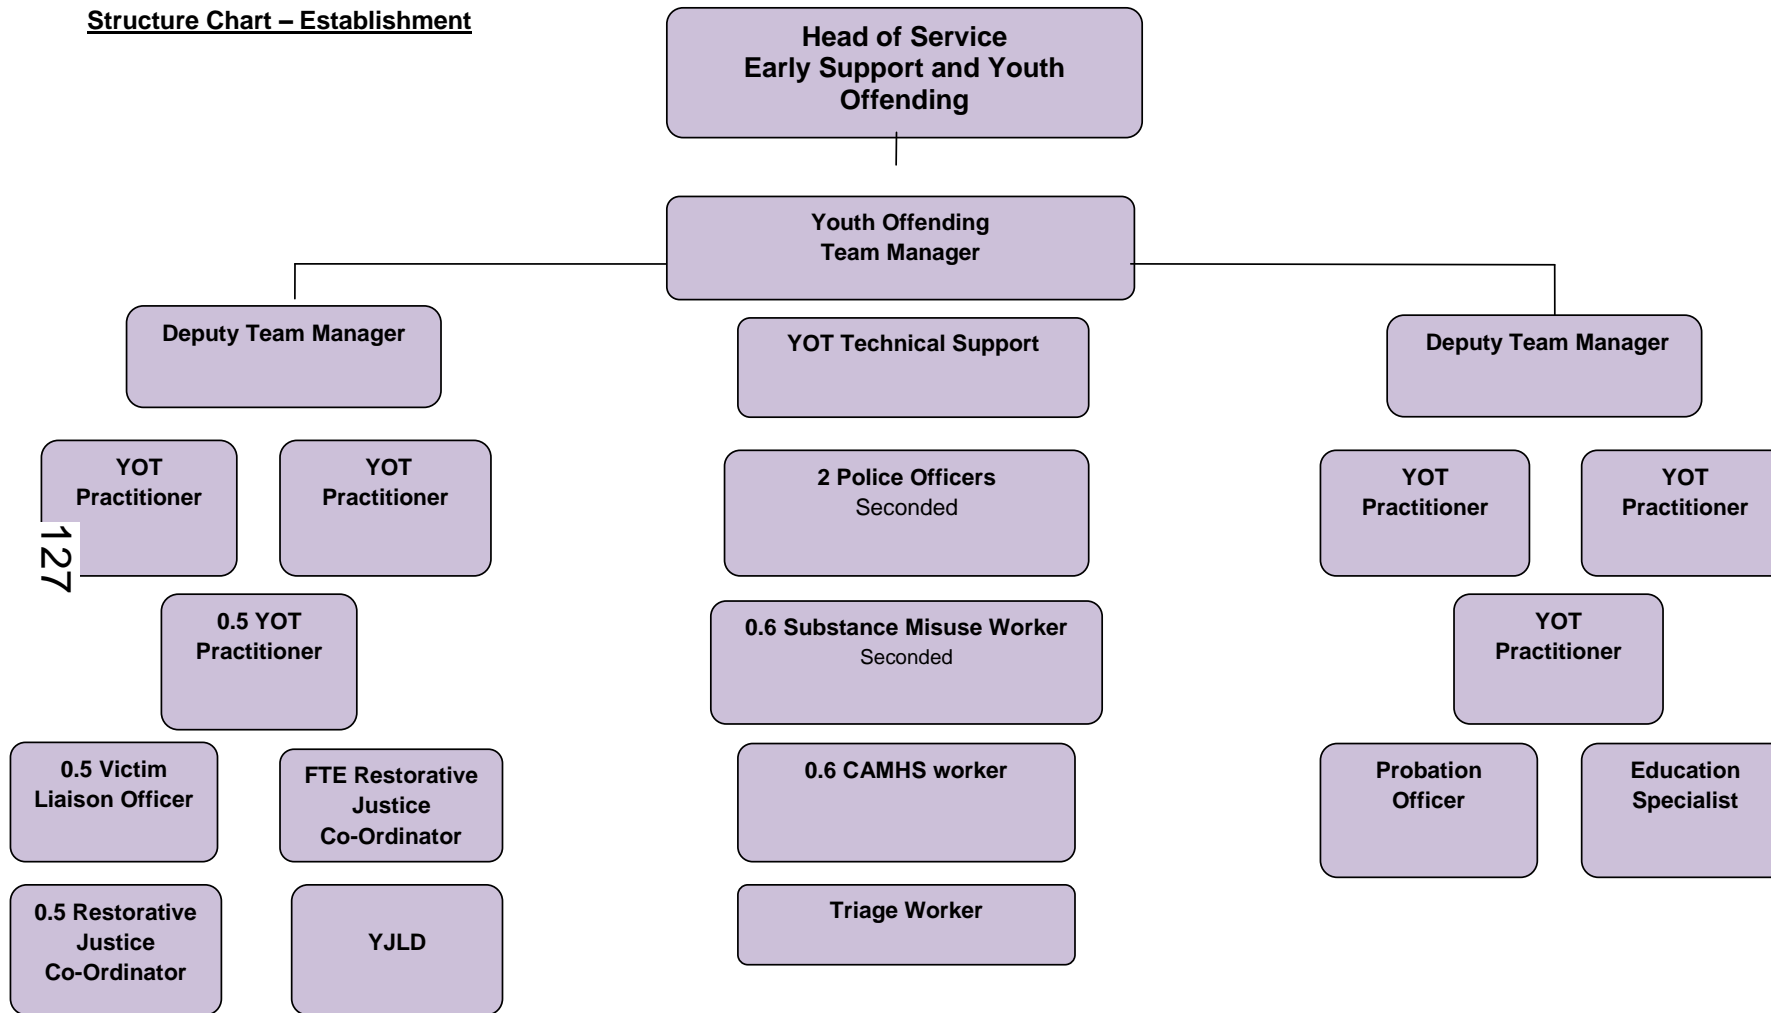 Structure Chart – Establishment
Head of Service
Early Support and Youth
Offending
Youth Offending
Team Manager
Deputy Team Manager
YOT Technical Support
Deputy Team Manager
YOT
Practitioner
YOT
Practitioner
2 Police Officers
Seconded
YOT
Practitioner
YOT
Practitioner
127
0.5 YOT
Practitioner
0.6 Substance Misuse Worker
Seconded
YOT
Practitioner
0.5 Victim
Liaison Officer
FTE Restorative
Justice
Co-Ordinator
0.6 CAMHS worker
Probation
Officer
Education
Specialist
0.5 Restorative
Justice
Co-Ordinator
YJLD
Triage Worker